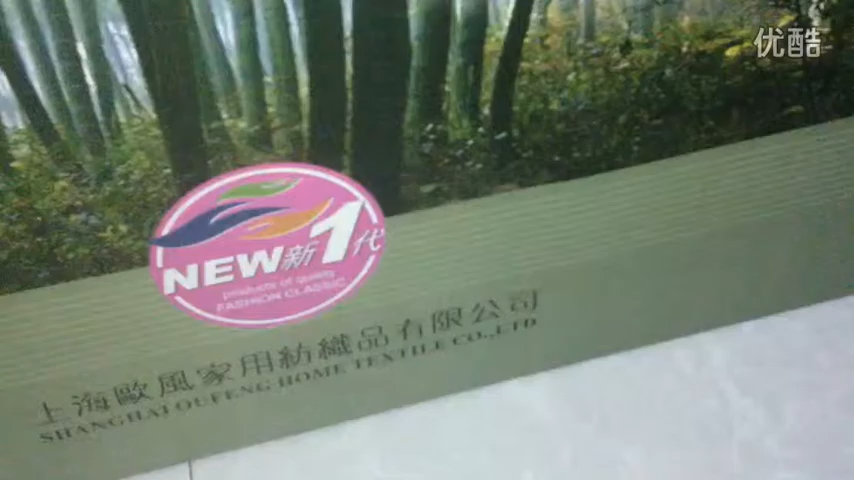 优酷
NEW新1代
products of quality
FASHION CLASSIC
上海歐風家用紡織品有限公司
SHANGHAI OUFENG HOME TEXTILE CO.,LTD